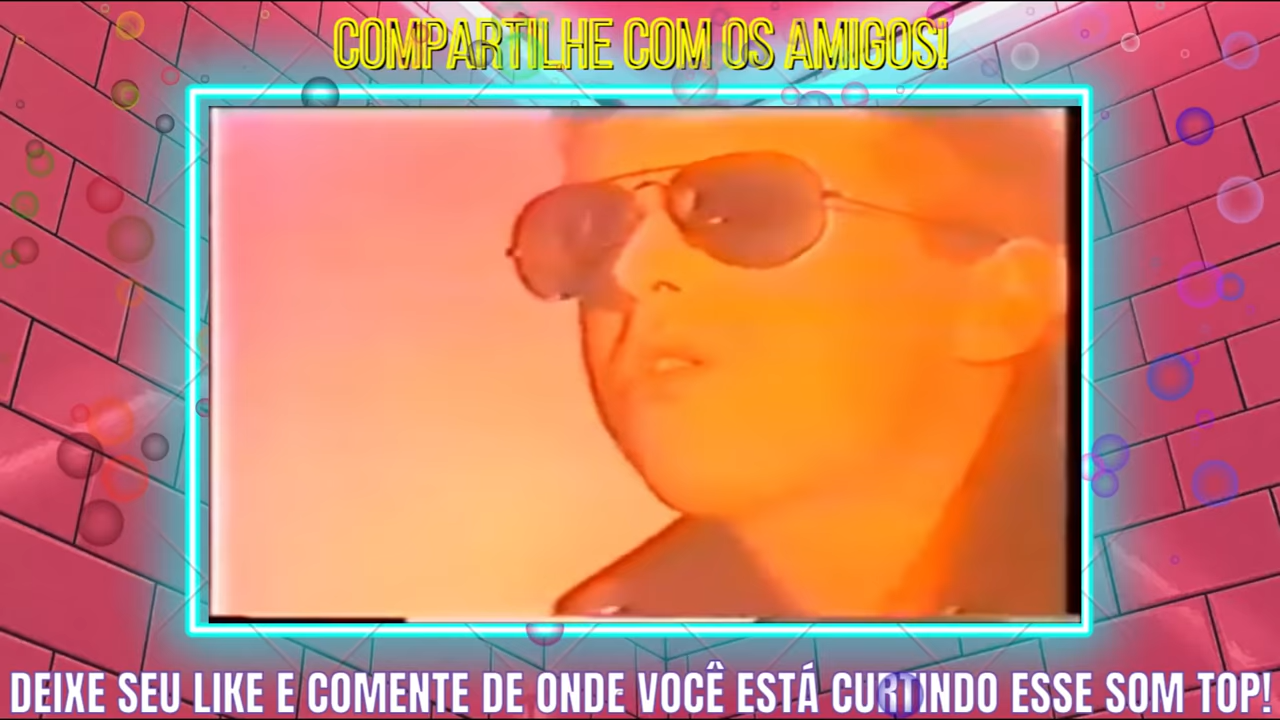 COMPARTILHE COM OS AMIGOS!
DEIXE SEU LIKE E COMENTE DE ONDE VOCÊ ESTÁ CURTINDO ESSE SOM TOP!